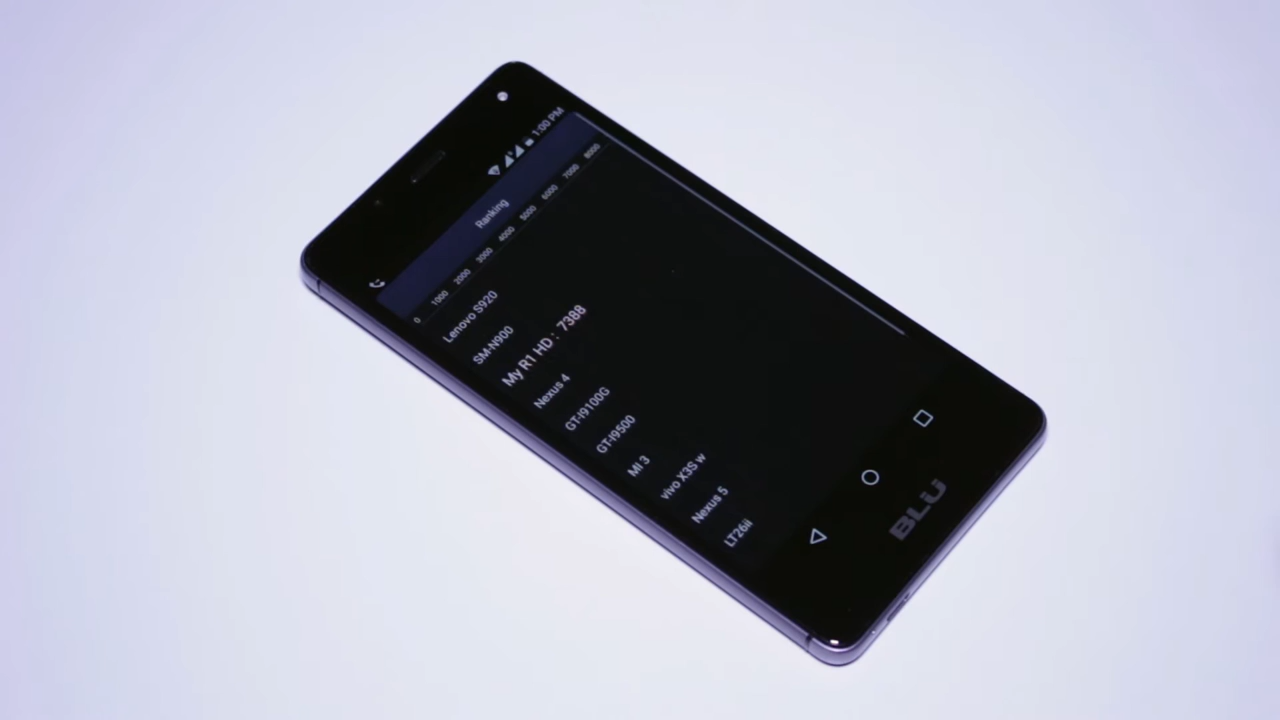 1:00 PM
Ranking
0 1000 2000 3000 4000 5000 6000 7000 8000
Lenovo S920
SM-N900
My R1 HD : 7388
Nexus 4
GT-I9100G
GT-I9500
MI 3
vivo X3S w
Nexus 5
LT26ii
BLU